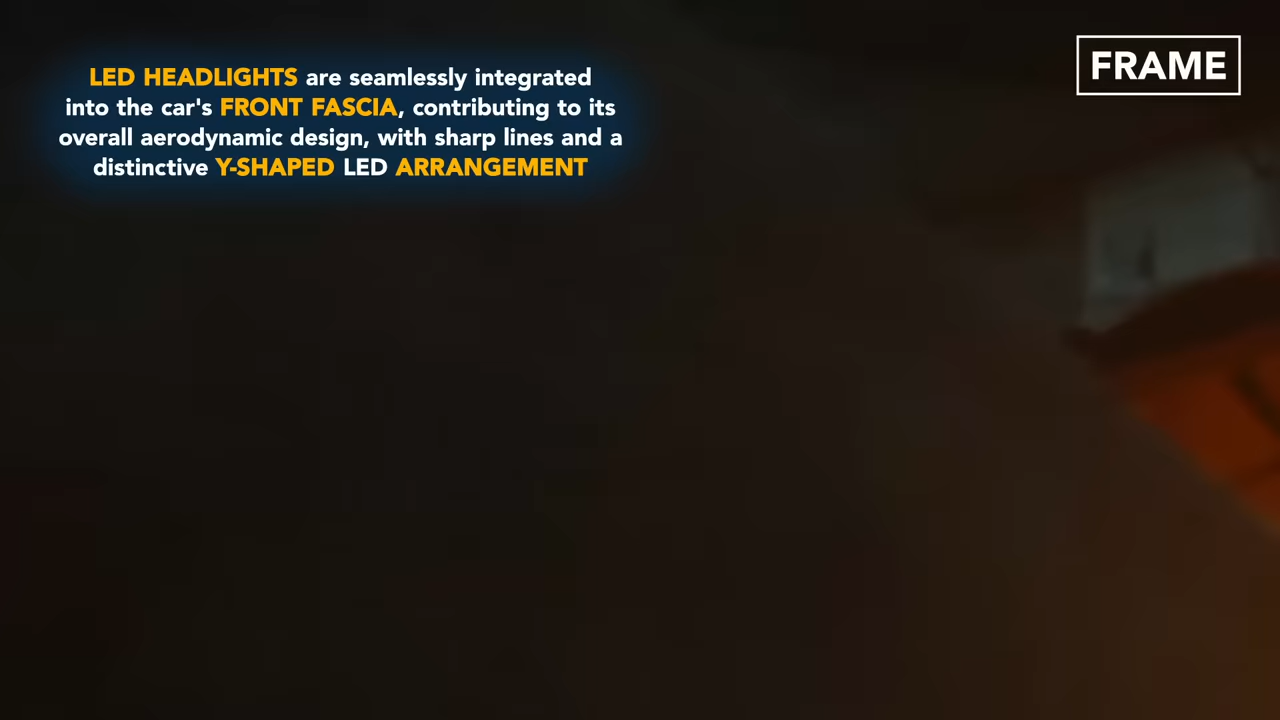 LED HEADLIGHTS are seamlessly integrated
into the car's FRONT FASCIA, contributing to its
overall aerodynamic design, with sharp lines and a
distinctive Y-SHAPED LED ARRANGEMENT
FRAME